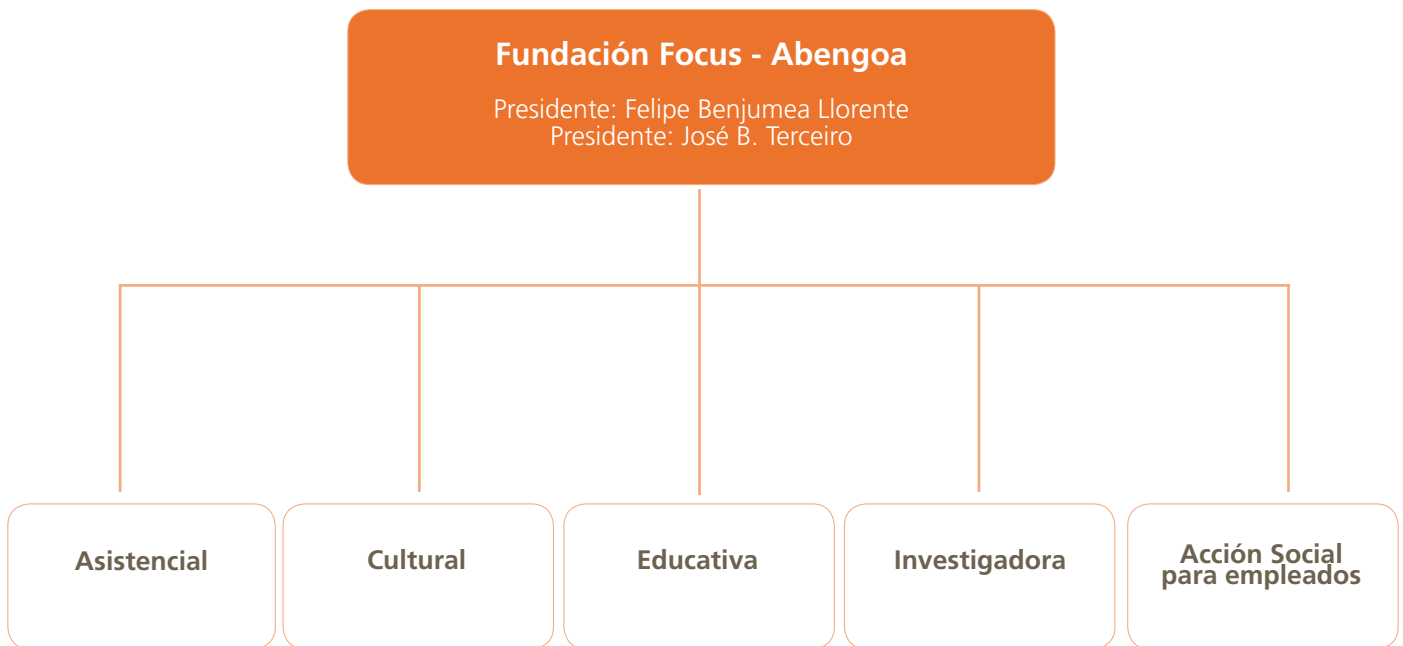 Fundación Focus - Abengoa
Presidente: Felipe Benjumea Llorente
Presidente: José B. Terceiro
Asistencial
Cultural
Educativa
Investigadora
Acción Social
para empleados